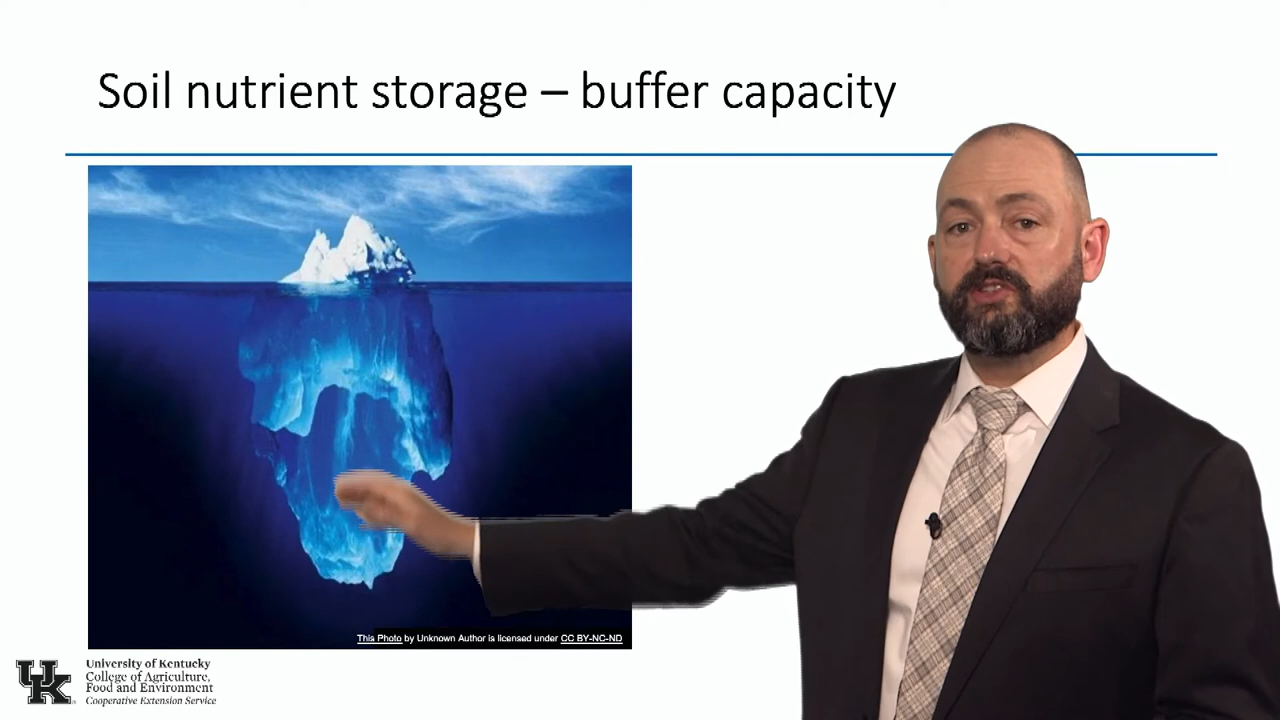 Soil nutrient storage – buffer capacity
This Photo by Unknown Author is licensed under CC BY-NC-ND
UK
University of Kentucky
College of Agriculture,
Food and Environment
Cooperative Extension Service